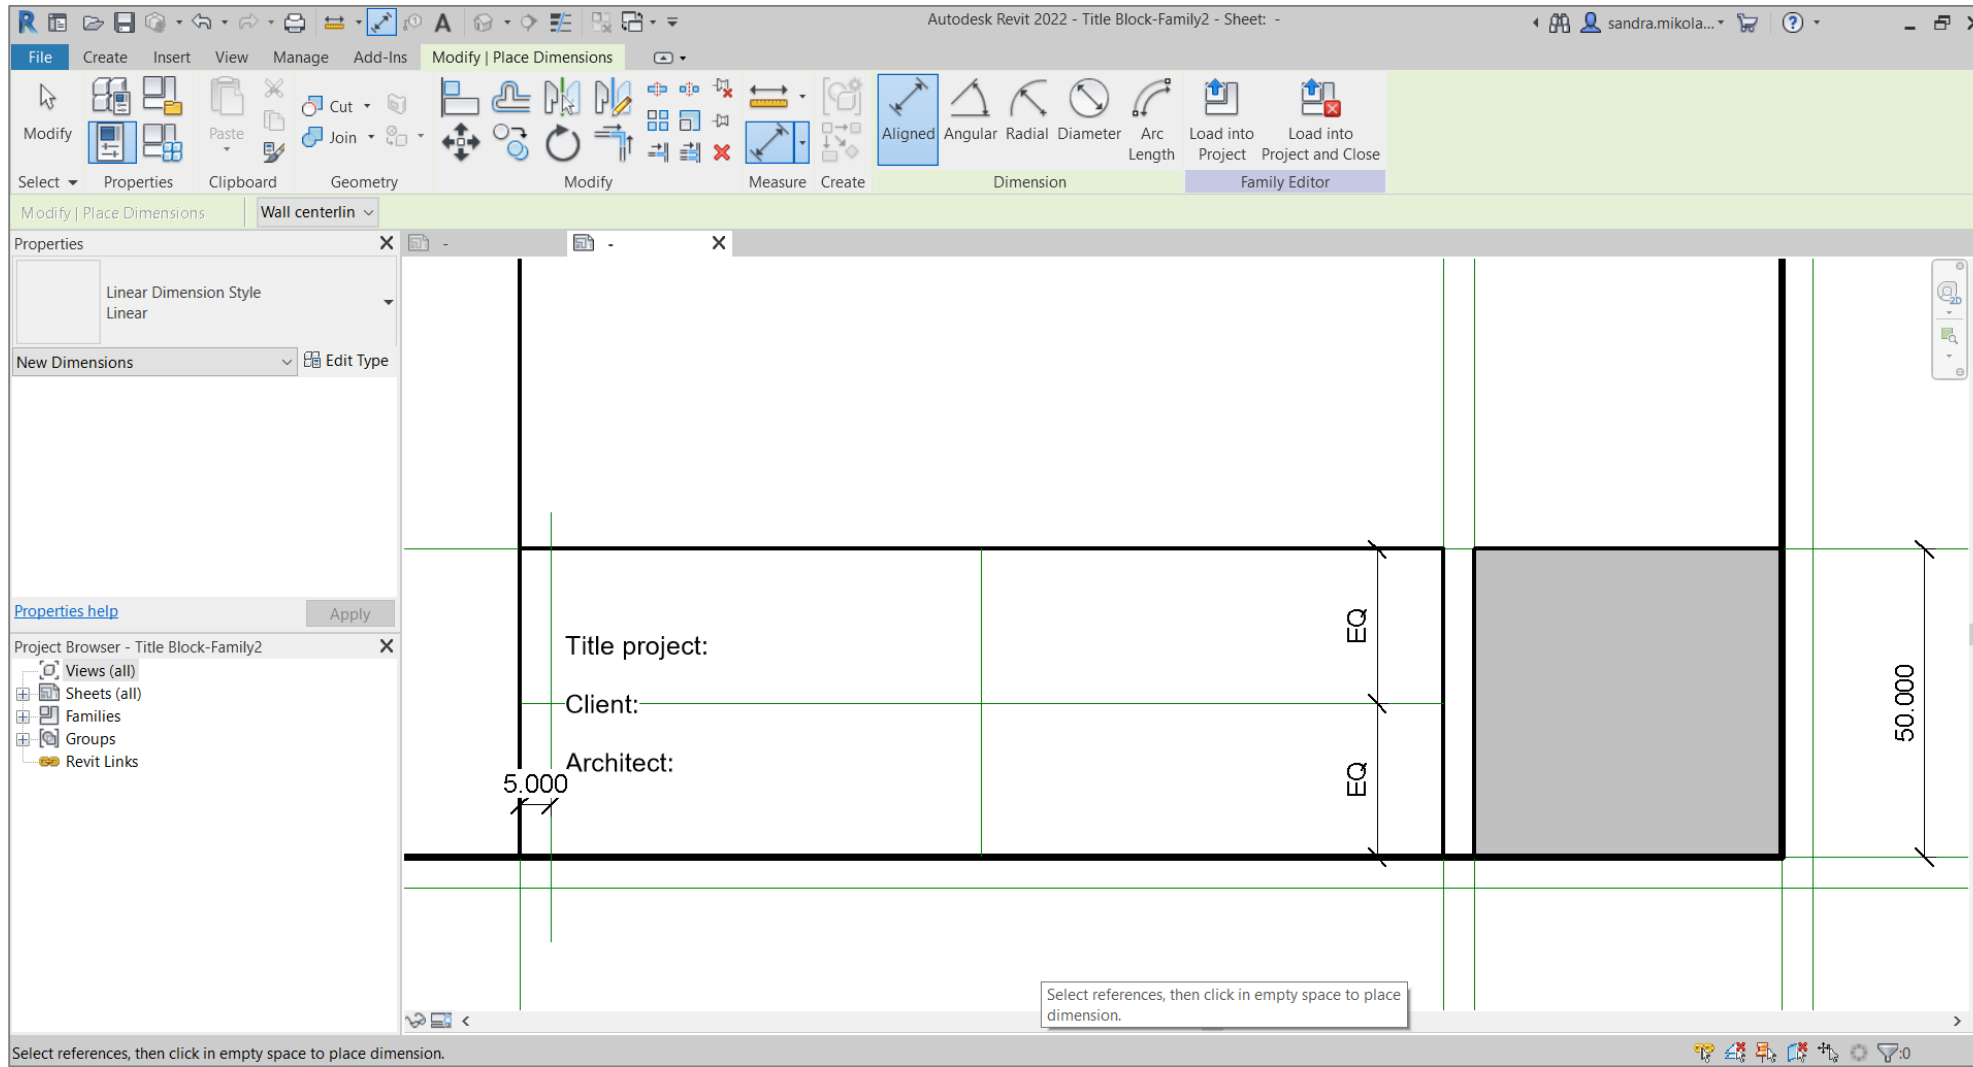 Autodesk Revit 2022 - Title Block-Family2 - Sheet: -
sandra.mikola...
File Create Insert View Manage Add-Ins Modify | Place Dimensions
Modify
Paste
Cut
Join
Aligned Angular Radial Diameter Arc Length
Load into Project
Load into Project and Close
Select Properties Clipboard Geometry Modify Measure Create Dimension Family Editor
Modify | Place Dimensions Wall centerlin
Properties
- -
Linear Dimension Style
Linear
New Dimensions Edit Type
Properties help Apply
Project Browser - Title Block-Family2
Views (all)
Sheets (all)
Families
Groups
Revit Links
2D
Title project:
Client:
Architect:
5.000
EQ
EQ
50.000
Select references, then click in empty space to place
dimension.
Select references, then click in empty space to place dimension.
:0